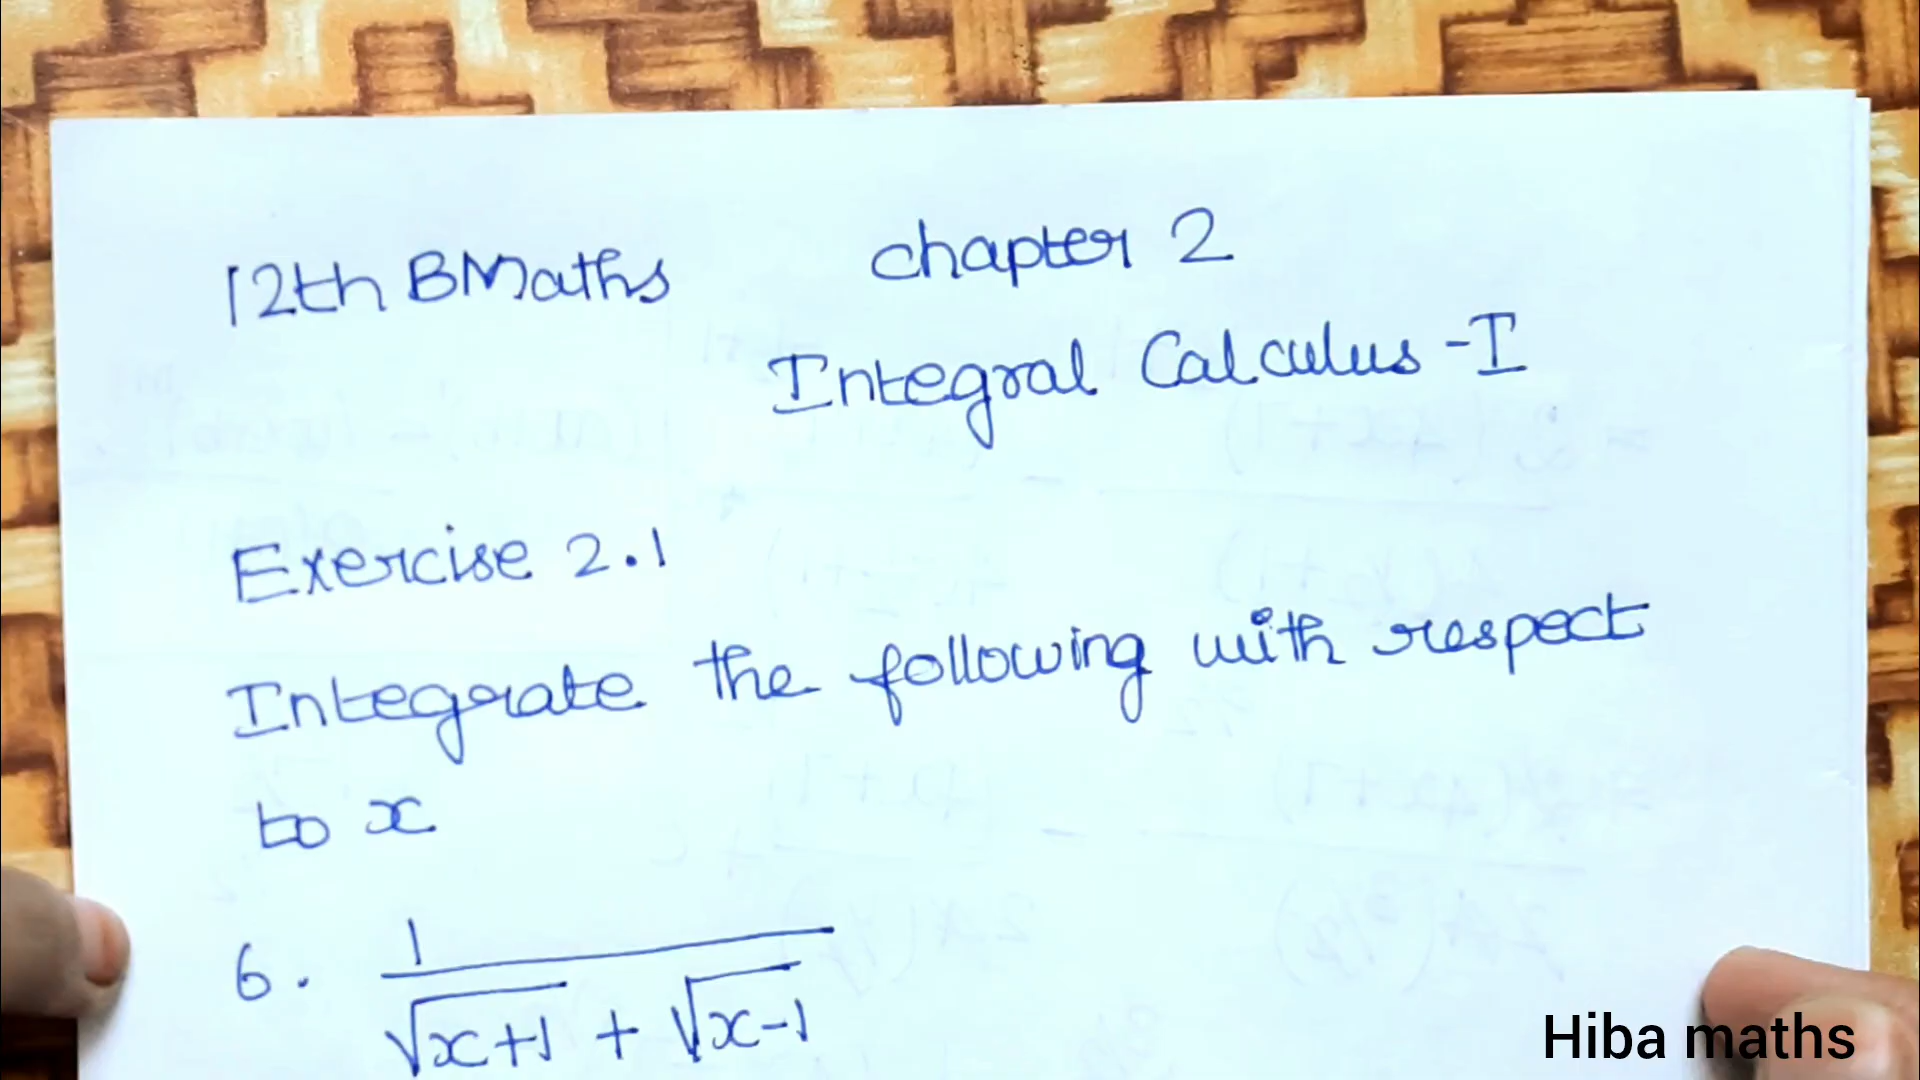 12th BMaths chapter 2
Integral Calculus -I
Exercise 2.1
Integrate the following with respect
to x
6. 1
√x+1 + √x-1
Hiba maths